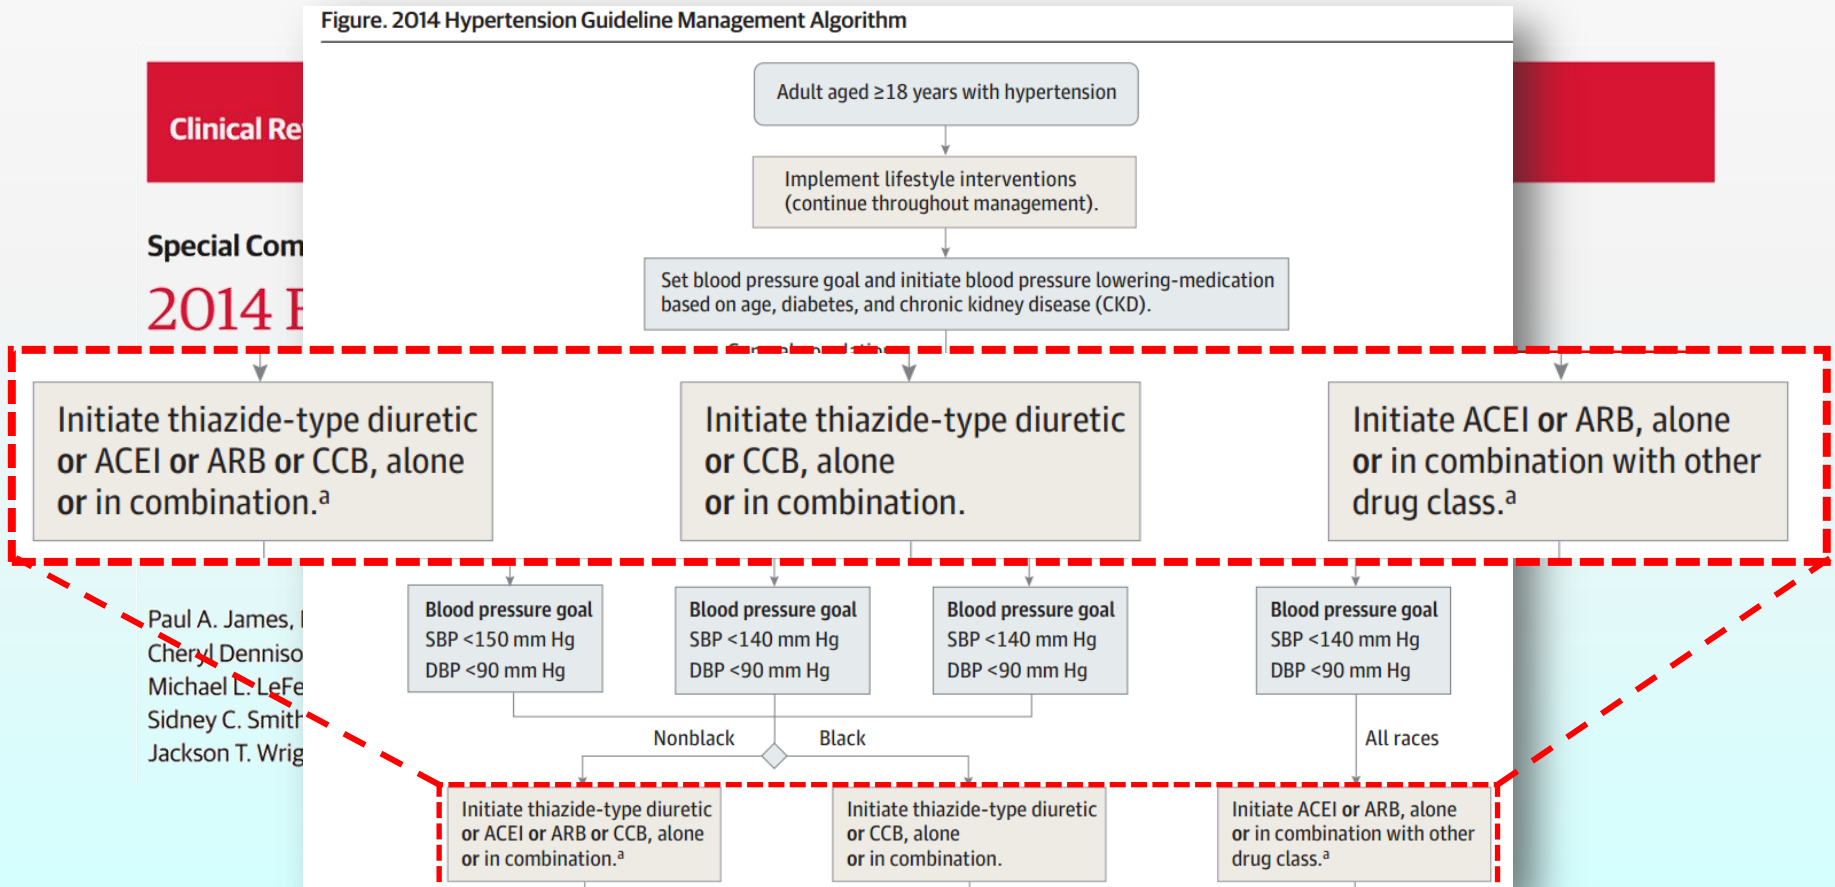 Figure. 2014 Hypertension Guideline Management Algorithm
Adult aged ≥18 years with hypertension
Clinical Re
Implement lifestyle interventions
(continue throughout management).
Special Com
Set blood pressure goal and initiate blood pressure lowering-medication
based on age, diabetes, and chronic kidney disease (CKD).
2014
Initiate thiazide-type diuretic
or ACEI or ARB or CCB, alone
or in combination.a
Initiate thiazide-type diuretic
or CCB, alone
or in combination.
Initiate ACEI or ARB, alone
or in combination with other
drug class.a
Paul A. James,
Cheryl Denniso
Michael L. LeFe
Sidney C. Smith
Jackson T. Wrig
Blood pressure goal
SBP <150 mm Hg
DBP <90 mm Hg
Blood pressure goal
SBP <140 mm Hg
DBP <90 mm Hg
Blood pressure goal
SBP <140 mm Hg
DBP <90 mm Hg
Blood pressure goal
SBP <140 mm Hg
DBP <90 mm Hg
Nonblack
Black
All races
Initiate thiazide-type diuretic
or ACEI or ARB or CCB, alone
or in combination.a
Initiate thiazide-type diuretic
or CCB, alone
or in combination.
Initiate ACEI or ARB, alone
or in combination with other
drug class.a